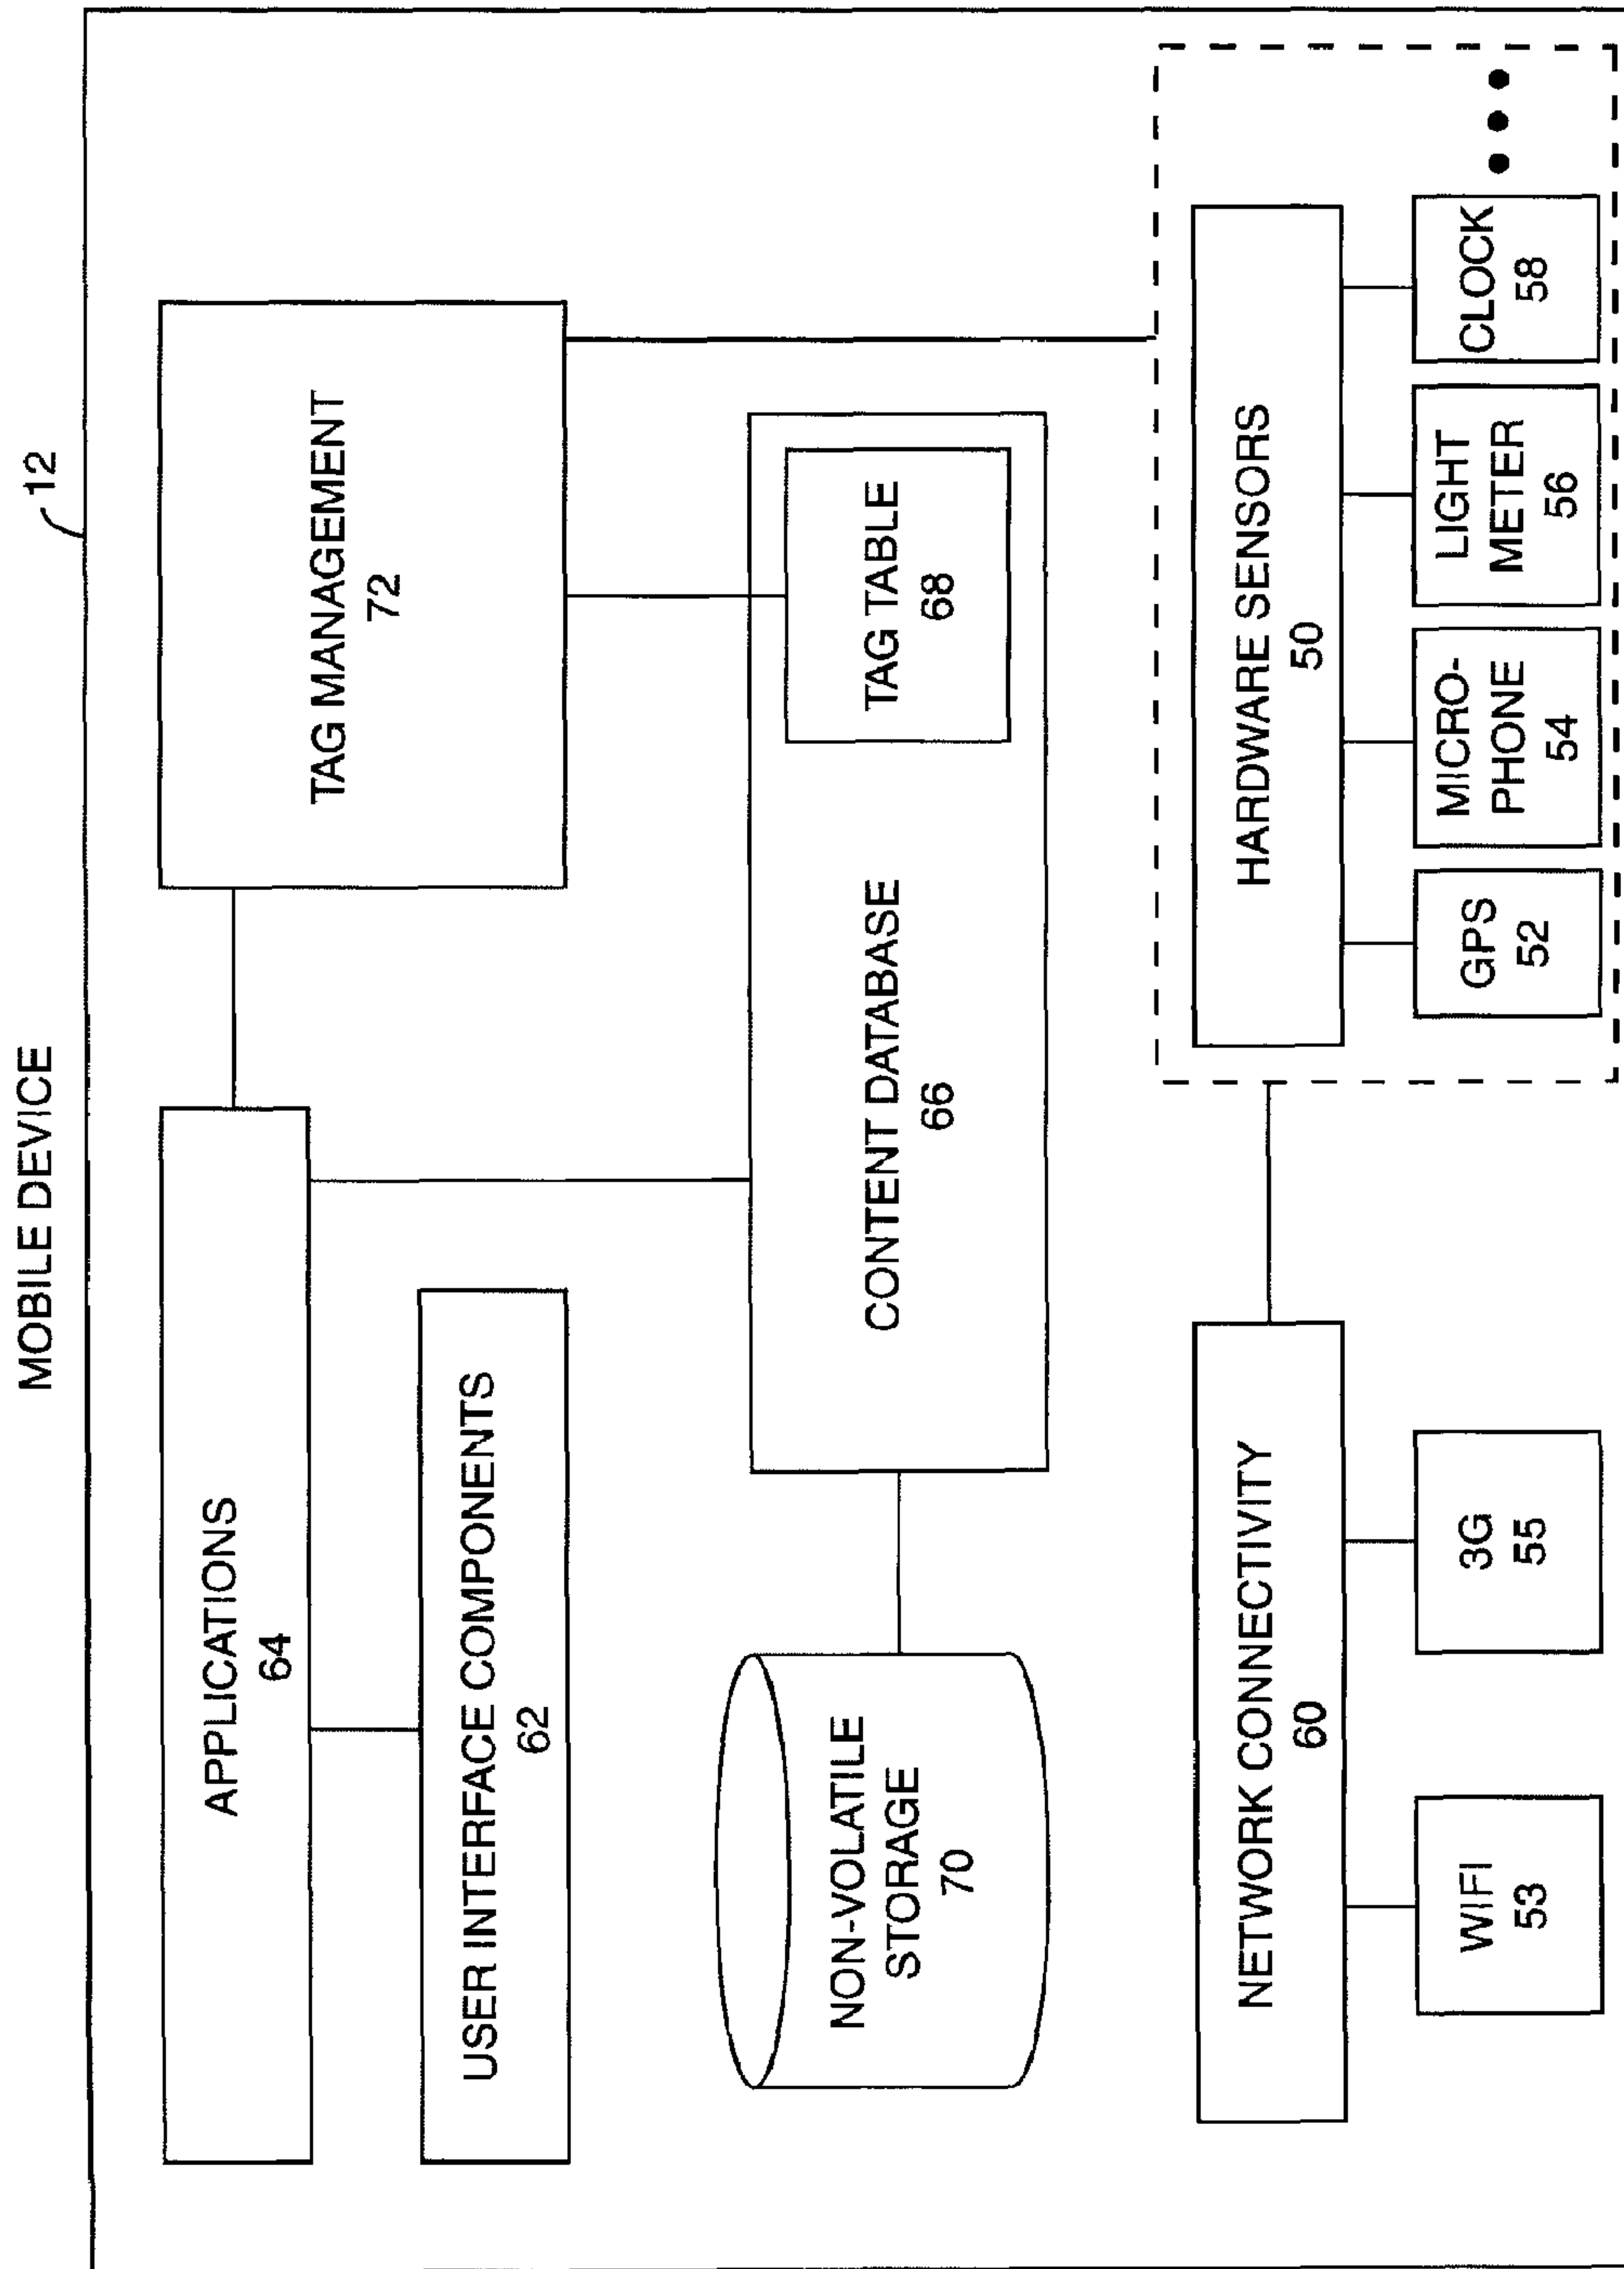 MOBILE DEVICE
12
APPLICATIONS
64
TAG MANAGEMENT
72
USER INTERFACE COMPONENTS
62
NON-VOLATILE
STORAGE
70
CONTENT DATABASE
66
TAG TABLE
68
NETWORK CONNECTIVITY
60
WIFI
53
3G
55
HARDWARE SENSORS
50
GPS
52
MICRO-
PHONE
54
LIGHT
METER
56
CLOCK
58